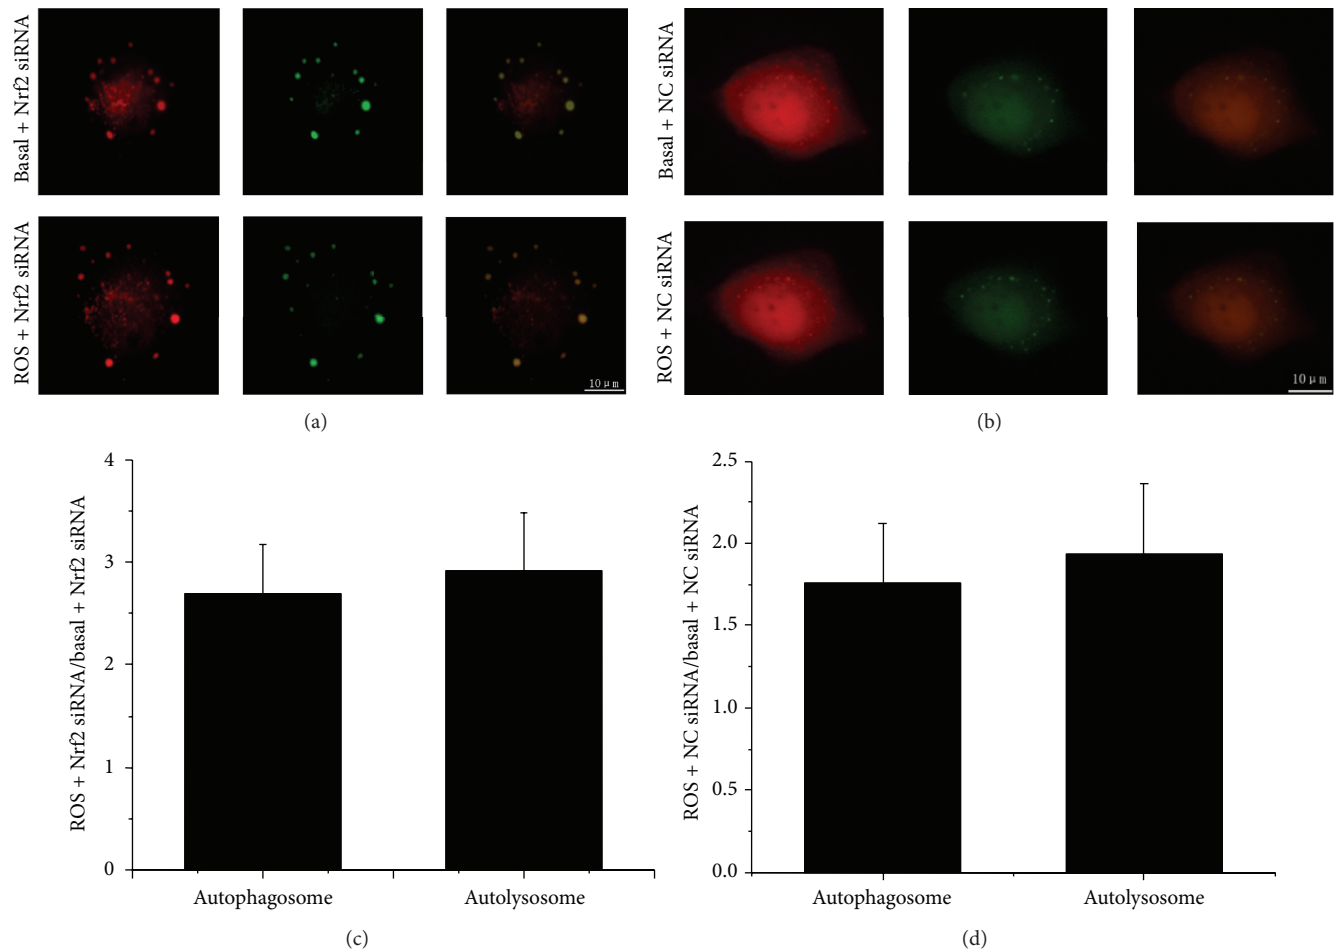 Basal + Nrf2 siRNA
ROS + Nrf2 siRNA
10 μm
(a)
Basal + NC siRNA
ROS + NC siRNA
10 μm
(b)
ROS + Nrf2 siRNA/basal + Nrf2 siRNA
4
3
2
1
0
Autophagosome
Autolysosome
(c)
ROS + NC siRNA/basal + NC siRNA
2.5
2.0
1.5
1.0
0.5
0.0
Autophagosome
Autolysosome
(d)